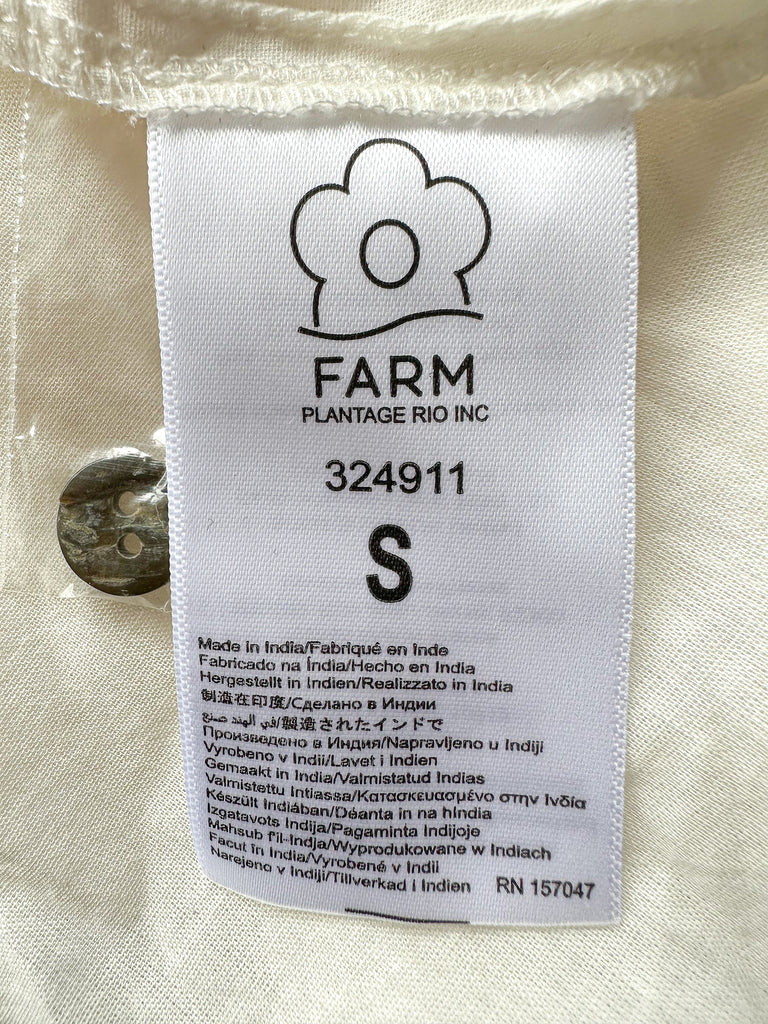 FARM
PLANTAGE RIO INC
324911
S
Made in India/Fabriqué en Inde
Fabricado na Índia/Hecho en India
Hergestellt in Indien/Realizzato in India
制造在印度/Сделано в Индии
في الهند صنع/製造されたインドで
Произведено в Индия/Napravljeno u Indiji
Vyrobeno v Indii/Lavet i Indien
Gemaakt in India/Valmistatud Indias
Valmistettu Intiassa/Κατασκευασμένο στην Ινδία
Készült Indiában/Déanta in na hIndia
Izgatavots Indija/Pagaminta Indijoje
Mahsub f'il-Indja/Wyprodukowane w Indiach
Facut in India/Vyrobené v Indii
Narejeno v Indiji/Tillverkad i Indien RN 157047